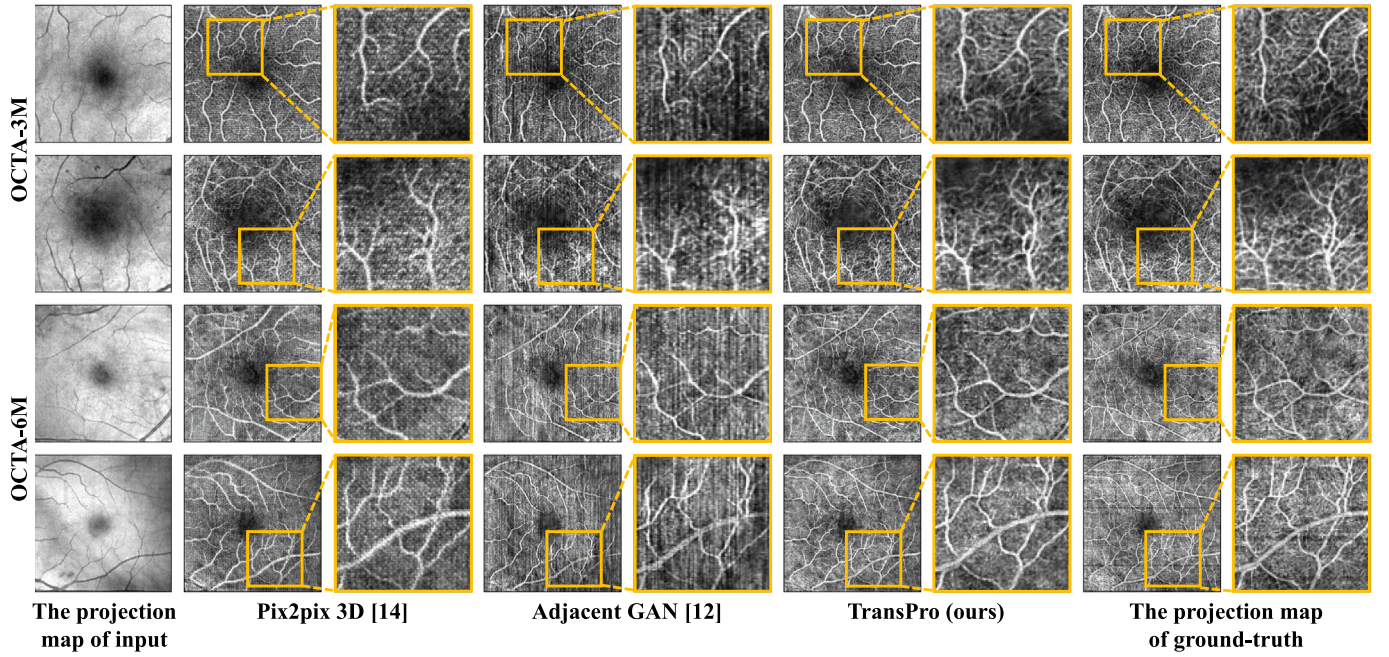 OCTA-3M
OCTA-6M
The projection
map of input
Pix2pix 3D [14]
Adjacent GAN [12]
TransPro (ours)
The projection map
of ground-truth